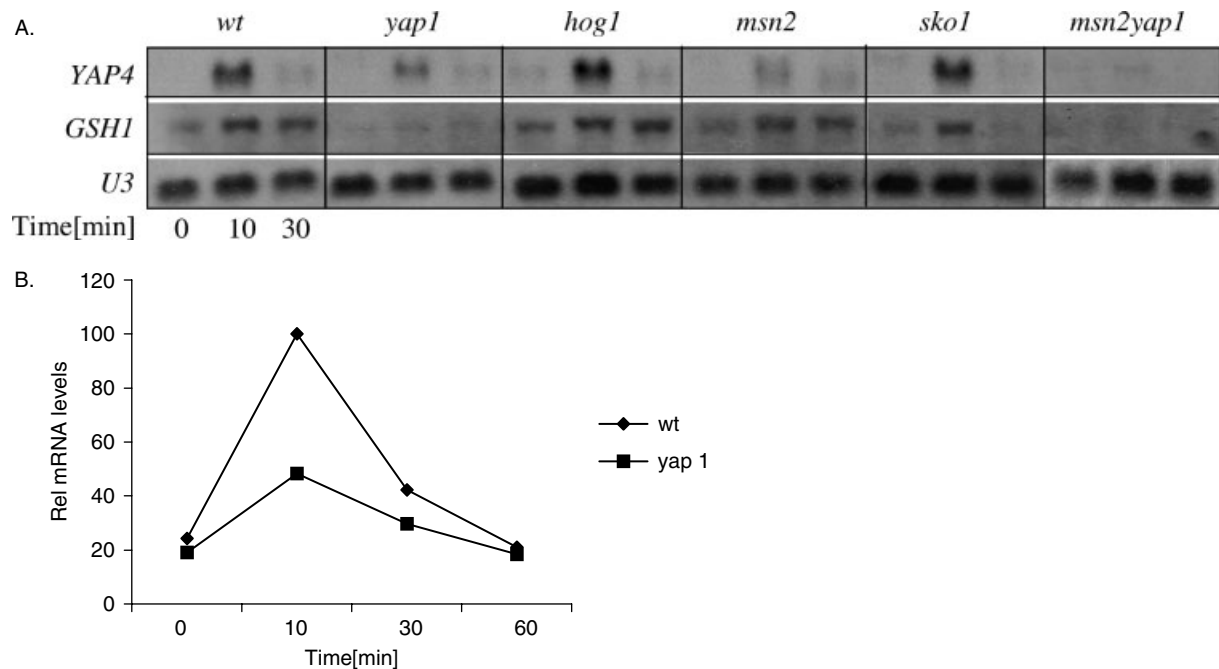 A.
wt yap1 hog1 msn2 sko1 msn2yap1
YAP4
GSH1
U3
Time[min] 0 10 30
B.
120
100
80
60
40
20
0
Rel mRNA levels
0 10 30 60
Time[min]
wt
yap 1